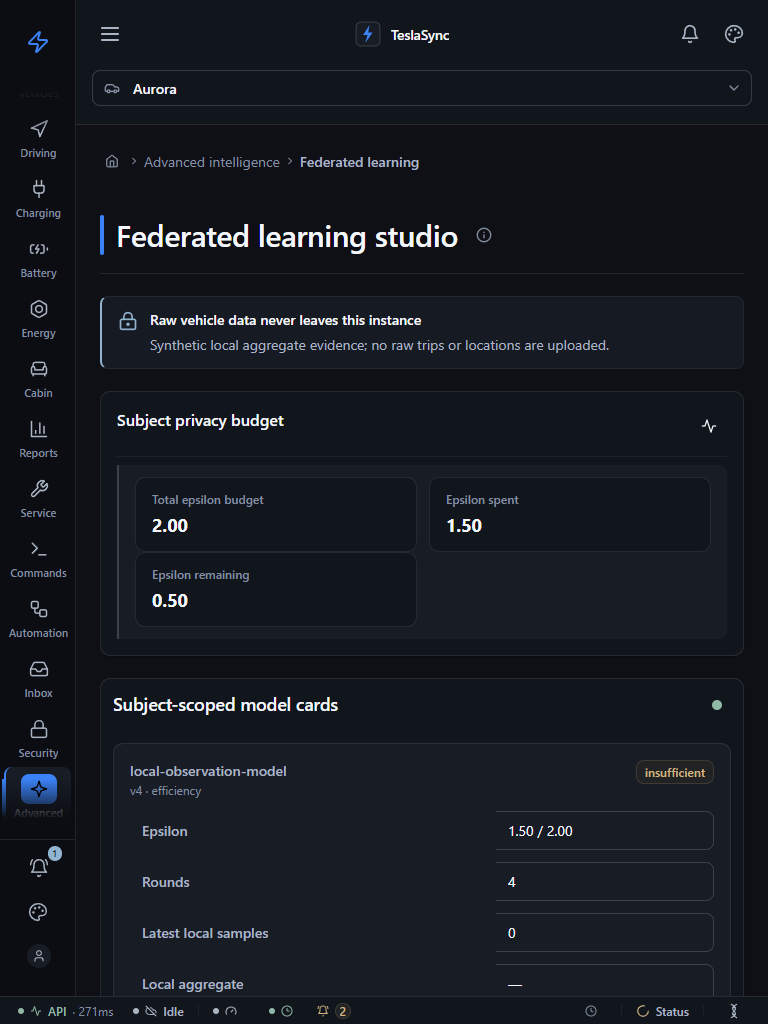 TeslaSync
Aurora
Driving
Charging
Battery
Energy
Cabin
Reports
Service
Commands
Automation
Inbox
Security
Advanced
1
Advanced intelligence > Federated learning
Federated learning studio
Raw vehicle data never leaves this instance
Synthetic local aggregate evidence; no raw trips or locations are uploaded.
Subject privacy budget
Total epsilon budget
2.00
Epsilon spent
1.50
Epsilon remaining
0.50
Subject-scoped model cards
local-observation-model
insufficient
v4 · efficiency
Epsilon 1.50 / 2.00
Rounds 4
Latest local samples 0
Local aggregate —
API · 271ms Idle 2 Status